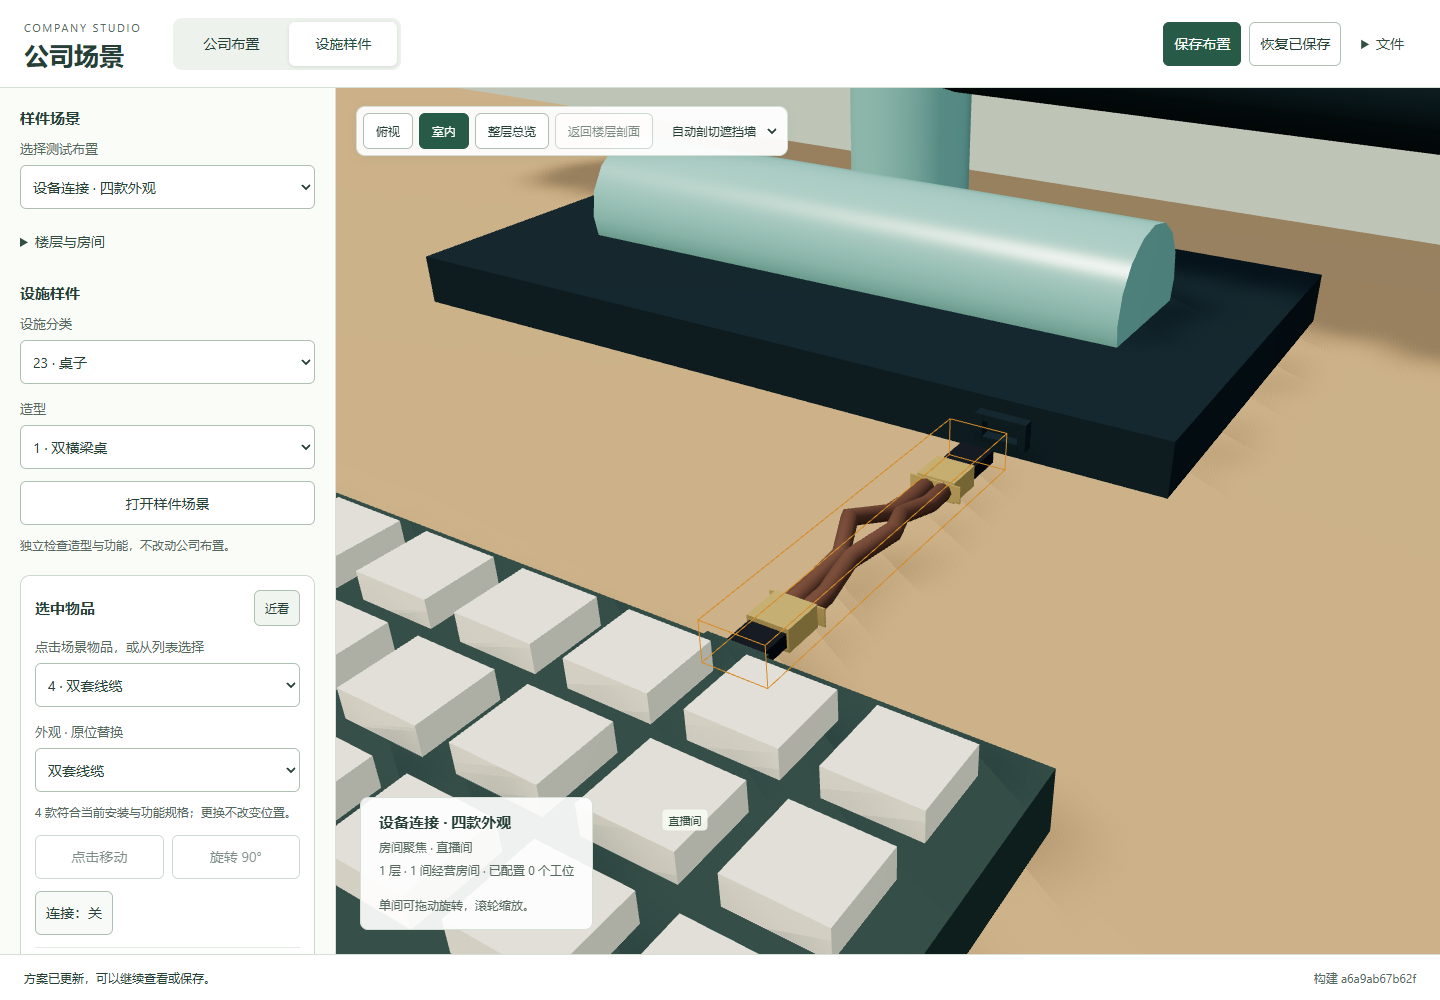 COMPANY STUDIO
公司场景
公司布置
设施样件
保存布置
恢复已保存
▶ 文件
样件场景
选择测试布置
设备连接 · 四款外观
▶ 楼层与房间
设施样件
设施分类
23 · 桌子
造型
1 · 双横梁桌
打开样件场景
独立检查造型与功能，不改动公司布置。
选中物品
近看
点击场景物品，或从列表选择
4 · 双套线缆
外观 · 原位替换
双套线缆
4 款符合当前安装与功能规格；更换不改变位置。
点击移动
旋转 90°
连接：关
俯视
室内
整层总览
返回楼层剖面
自动剖切遮挡墙
直播间
设备连接 · 四款外观
房间聚焦 · 直播间
1 层 · 1 间经营房间 · 已配置 0 个工位
单间可拖动旋转，滚轮缩放。
方案已更新，可以继续查看或保存。
构建 a6a9ab67b62f